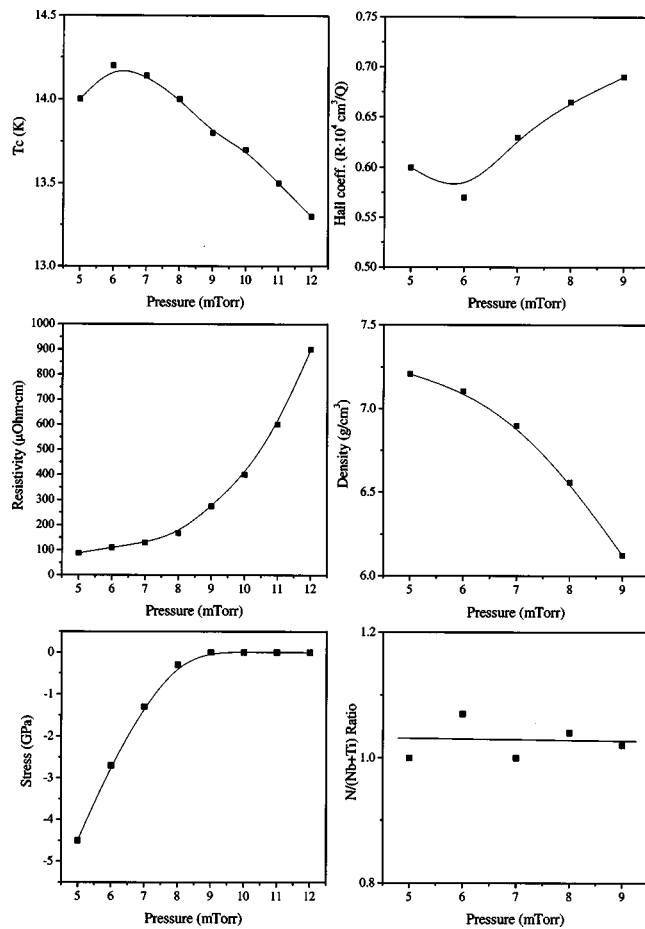 14.5
14.0
13.5
13.0
Tc (K)
5 6 7 8 9 10 11 12
Pressure (mTorr)
0.75
0.70
0.65
0.60
0.55
0.50
Hall coeff. (R·10⁴ cm³/Q)
5 6 7 8 9
Pressure (mTorr)
1000
900
800
700
600
500
400
300
200
100
0
Resistivity (µOhm·cm)
5 6 7 8 9 10 11 12
Pressure (mTorr)
7.5
7.0
6.5
6.0
Density (g/cm³)
5 6 7 8 9
Pressure (mTorr)
0
-1
-2
-3
-4
-5
Stress (GPa)
5 6 7 8 9 10 11 12
Pressure (mTorr)
1.2
1.0
0.8
N/(Nb+Ti) Ratio
5 6 7 8 9
Pressure (mTorr)